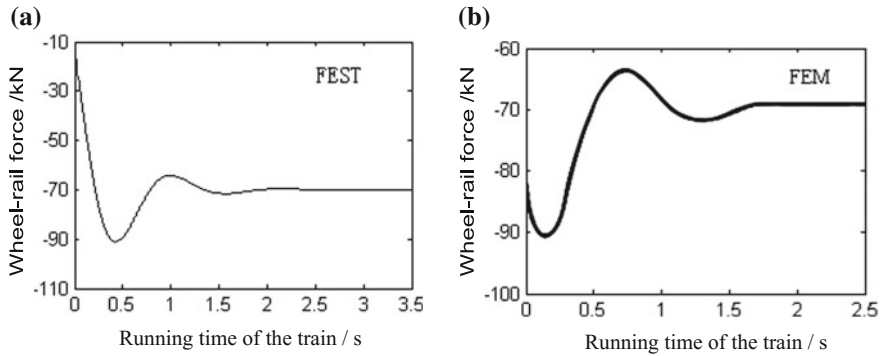 (a)
-10
-30
-50
-70
-90
-110
Wheel-rail force /kN
FEST
0 0.5 1 1.5 2 2.5 3 3.5
Running time of the train / s
(b)
-60
-70
-80
-90
-100
Wheel-rail force /kN
FEM
0 0.5 1 1.5 2 2.5
Running time of the train / s